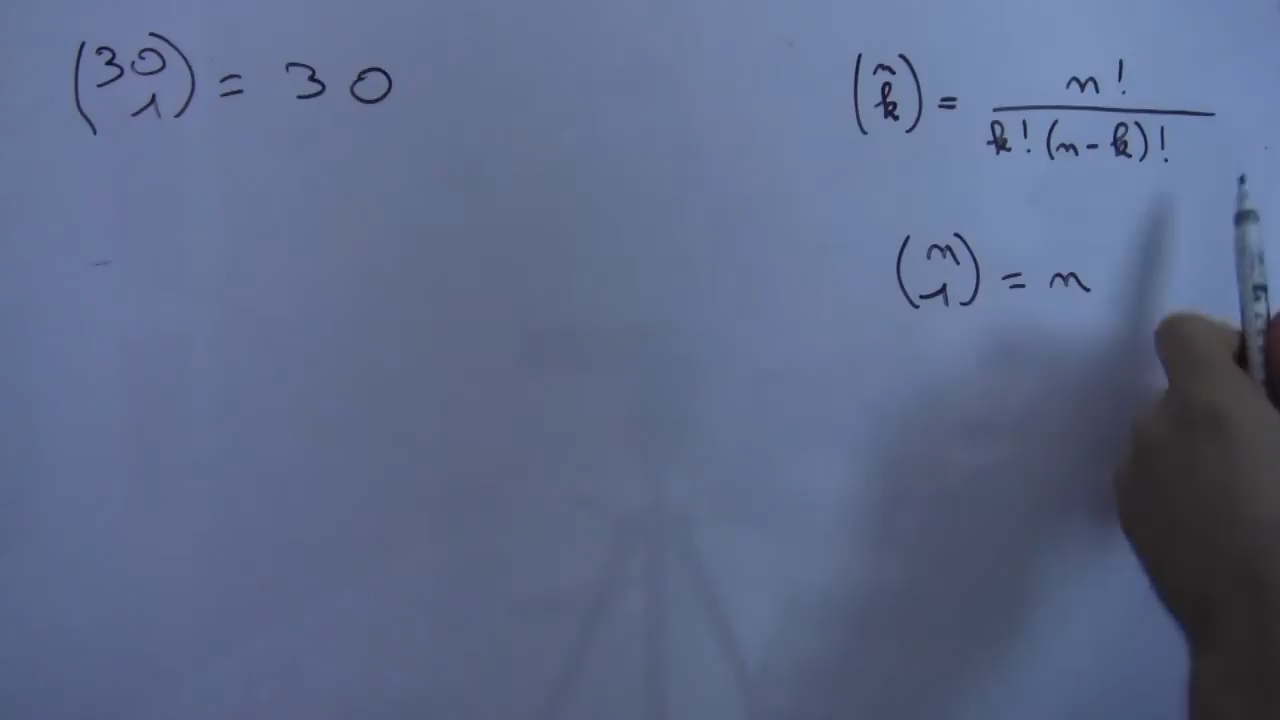 (30 1) = 30
(n k) = n! / k!(n-k)!
(n 1) = n